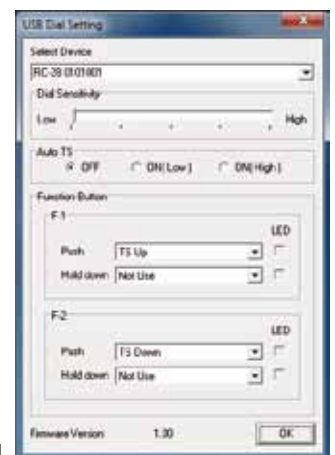 USB Dial Setting
Select Device
RC-28 0101801
Dial Sensitivity
Low High
Auto TS
OFF ON(Low) ON(High)
Function Button
F-1
LED
Push TS Up
Hold down Not Use
F-2
LED
Push TS Down
Hold down Not Use
Firmware Version 1.00 OK